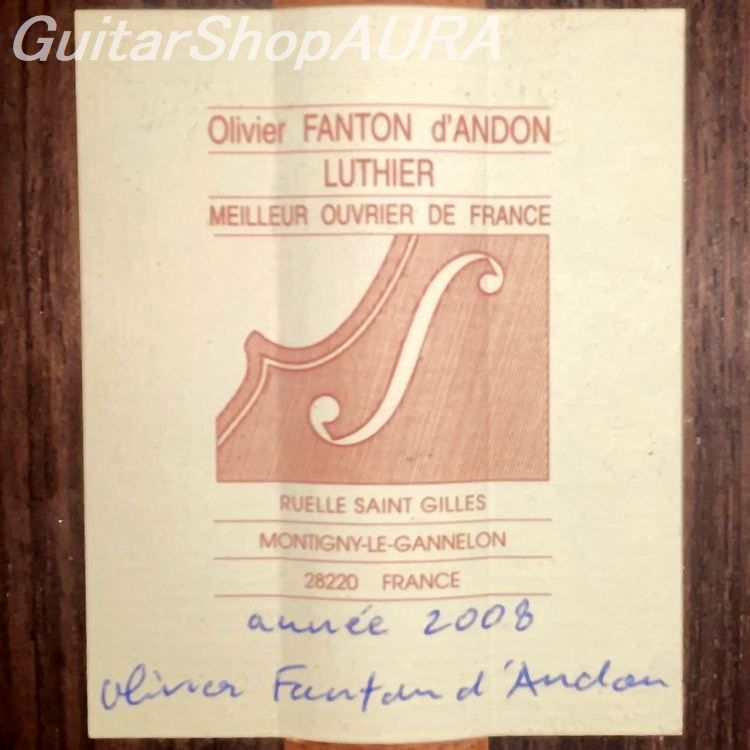 GuitarShopAURA
Olivier FANTON d'ANDON
LUTHIER
MEILLEUR OUVRIER DE FRANCE
RUELLE SAINT GILLES
MONTIGNY-LE-GANNELON
28220 FRANCE
année 2008
Olivier Fanton d'Andon